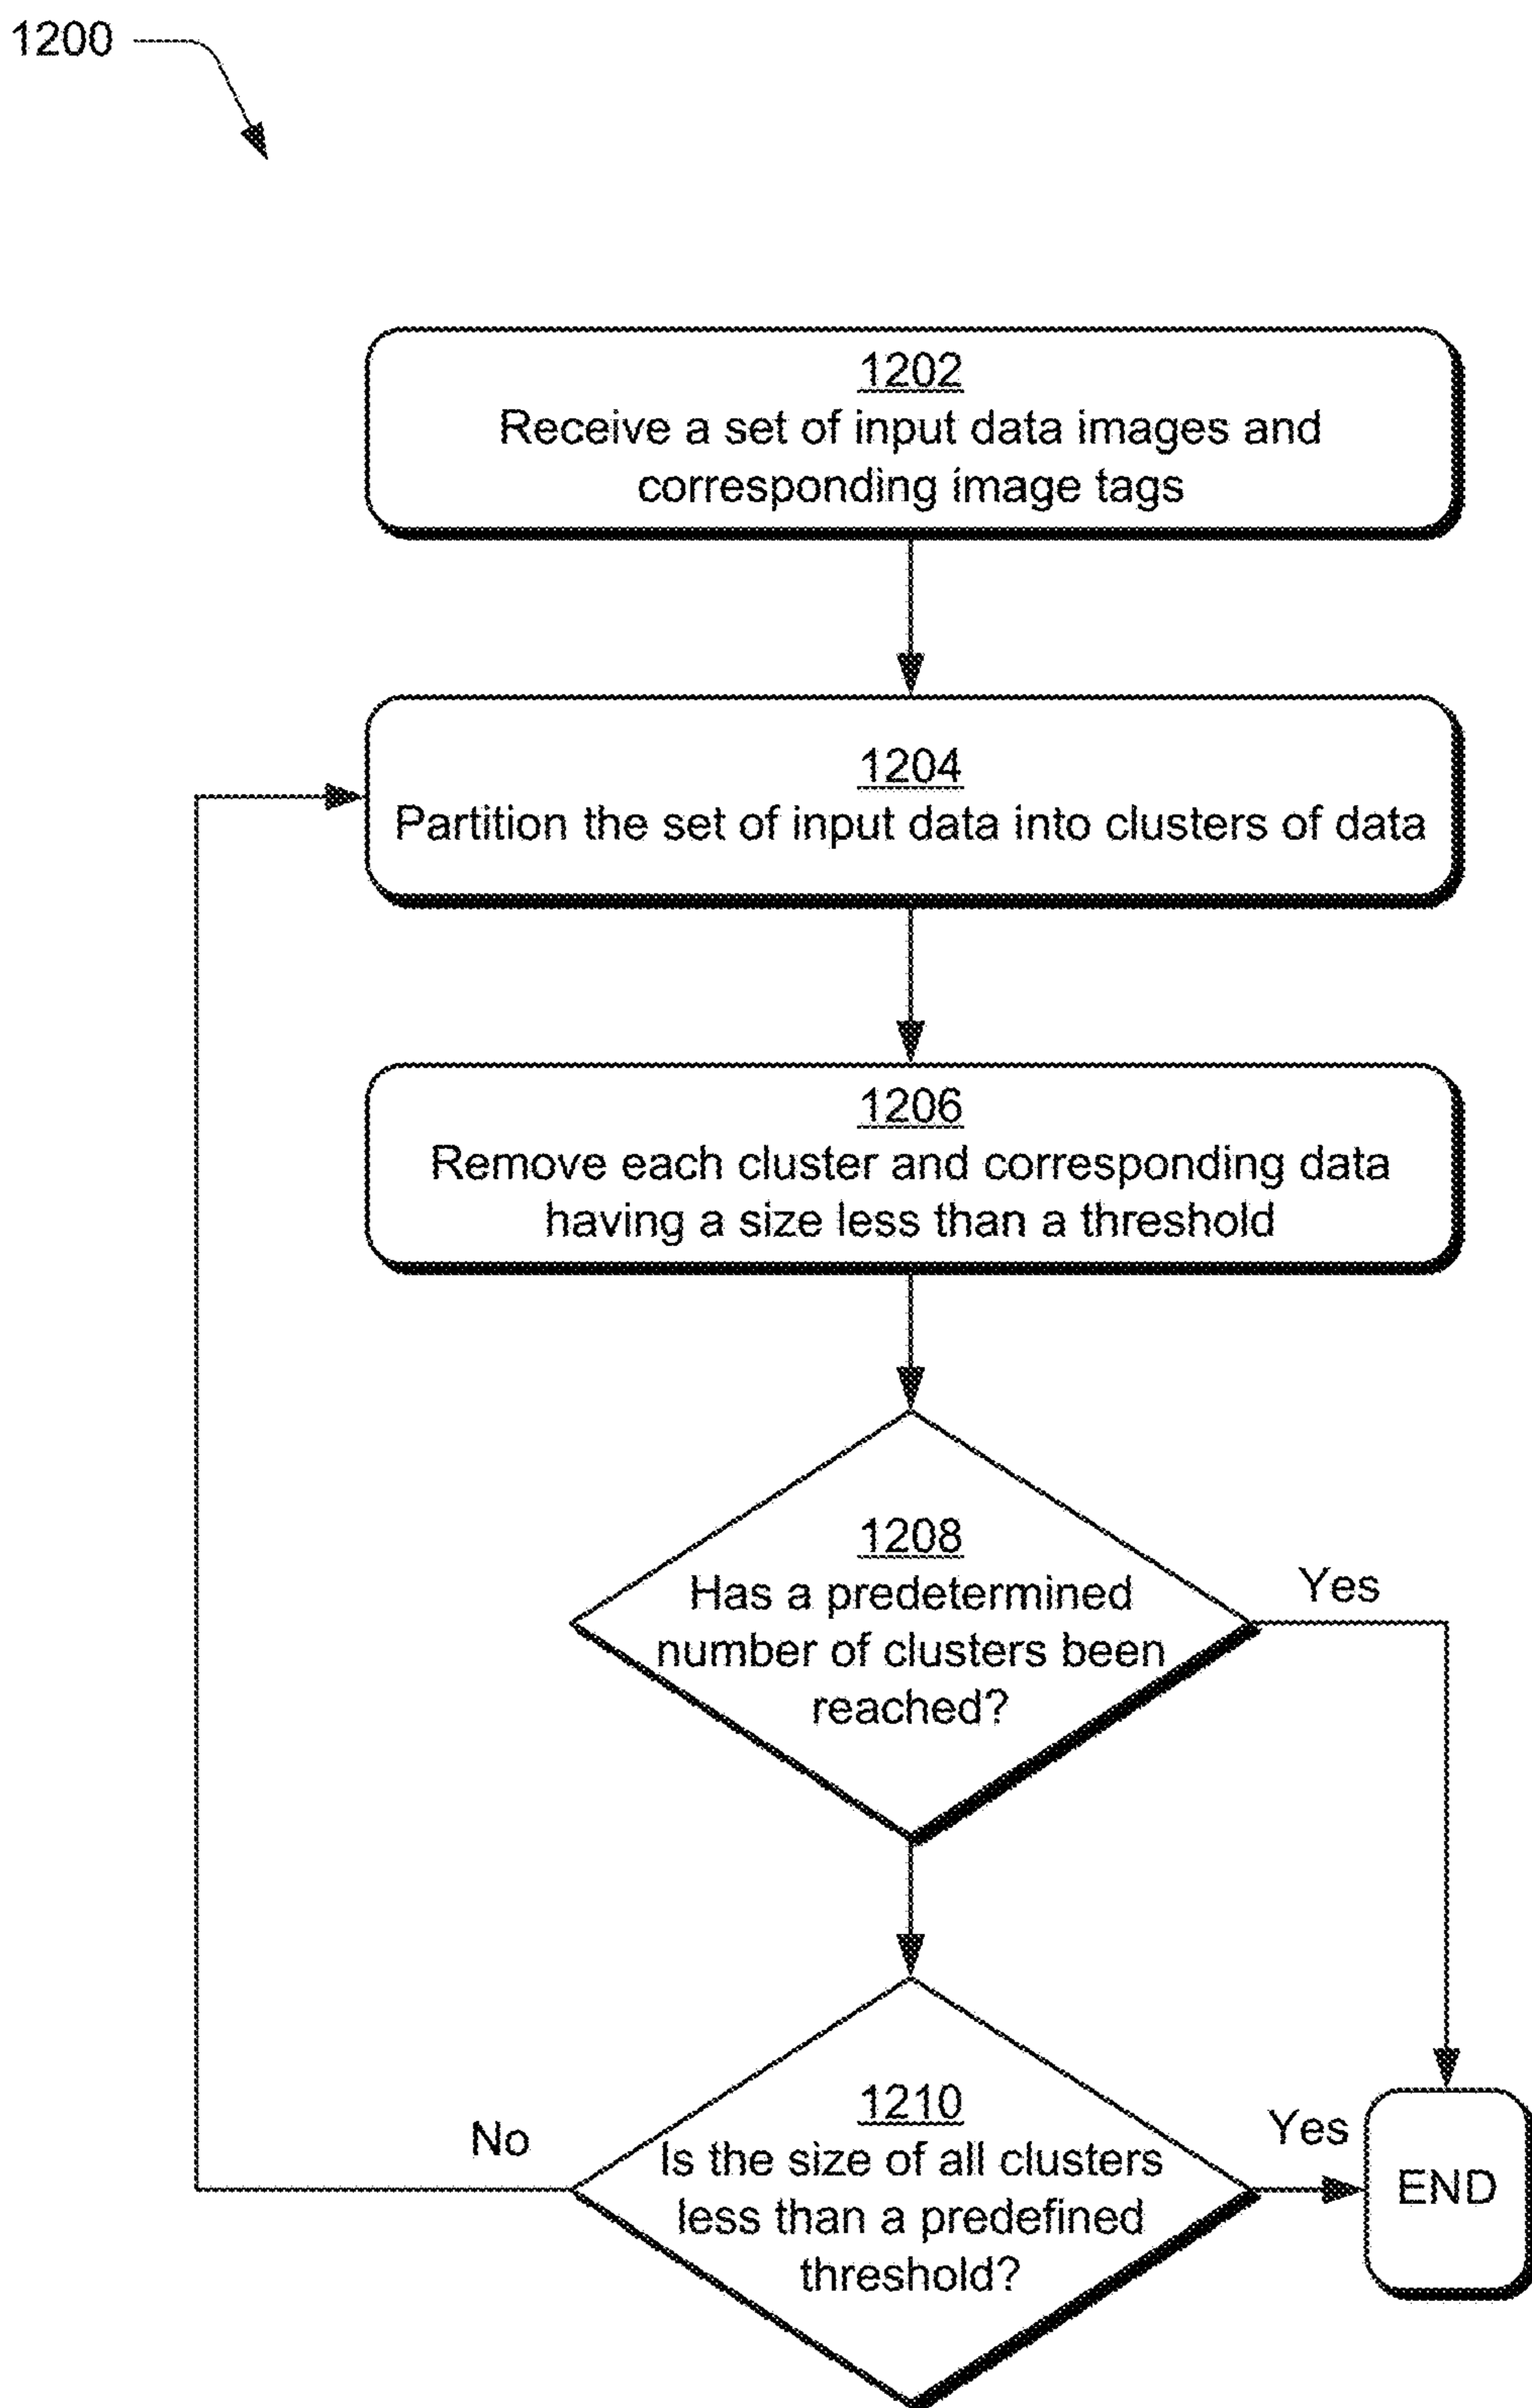 1200
1202
Receive a set of input data images and
corresponding image tags
1204
Partition the set of input data into clusters of data
1206
Remove each cluster and corresponding data
having a size less than a threshold
1208
Has a predetermined
number of clusters been
reached?
Yes
1210
Is the size of all clusters
less than a predefined
threshold?
No
Yes
END